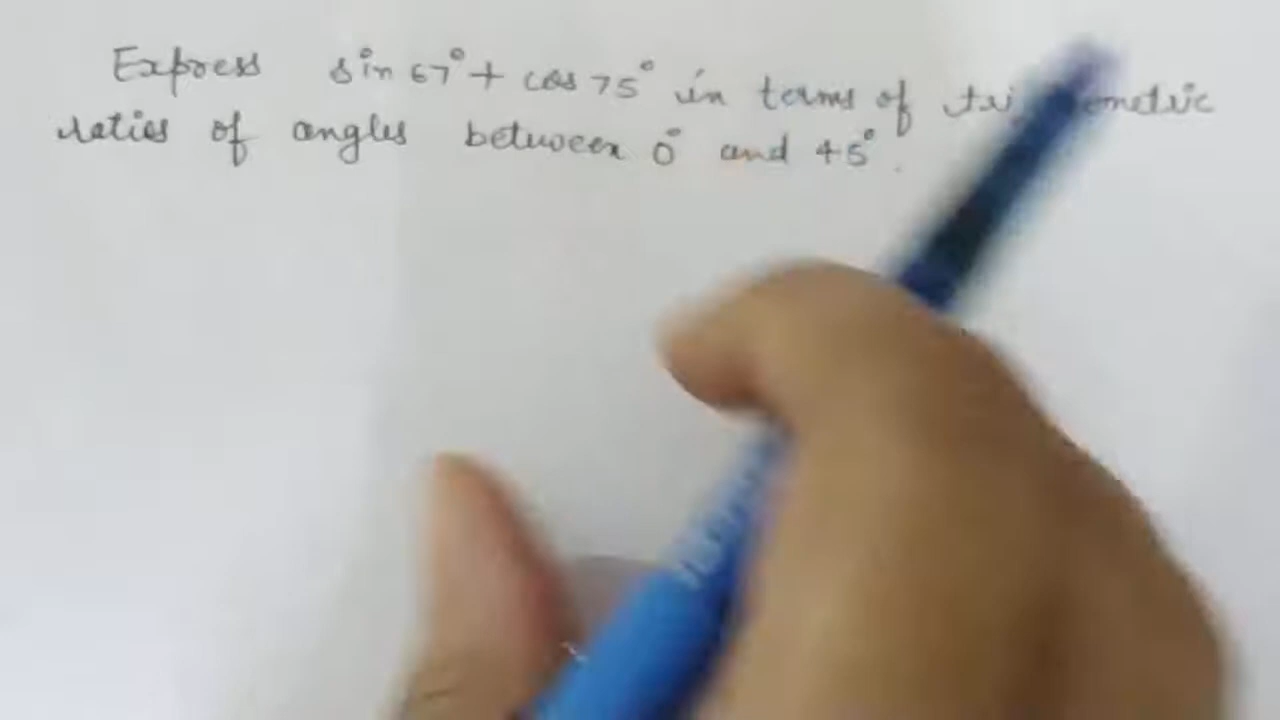 Express sin 67° + cos 75° in terms of
ratios of angles between 0° and 45°.